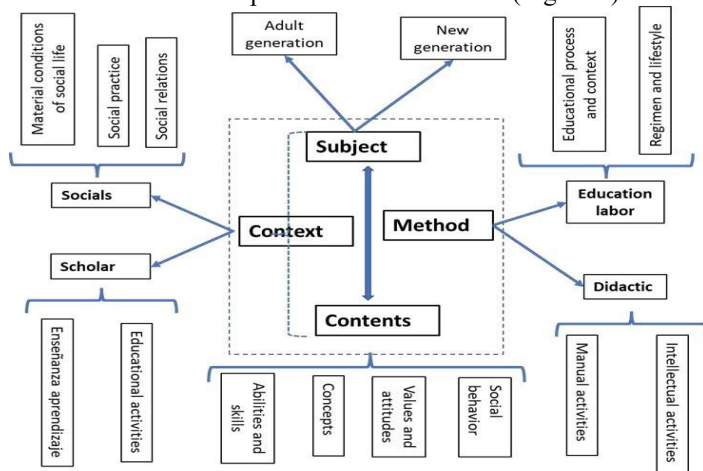 Adult
generation
New
generation
Material conditions
of social life
Social practice
Social relations
Educational process
and context
Regimen and lifestyle
Subject
Socials
Education
labor
Context
Method
Scholar
Didactic
Contents
Enseñanza aprendizaje
Educational activities
Abilities and
skills
Concepts
Values and
attitudes
Social
behavior
Manual activities
Intellectual activities